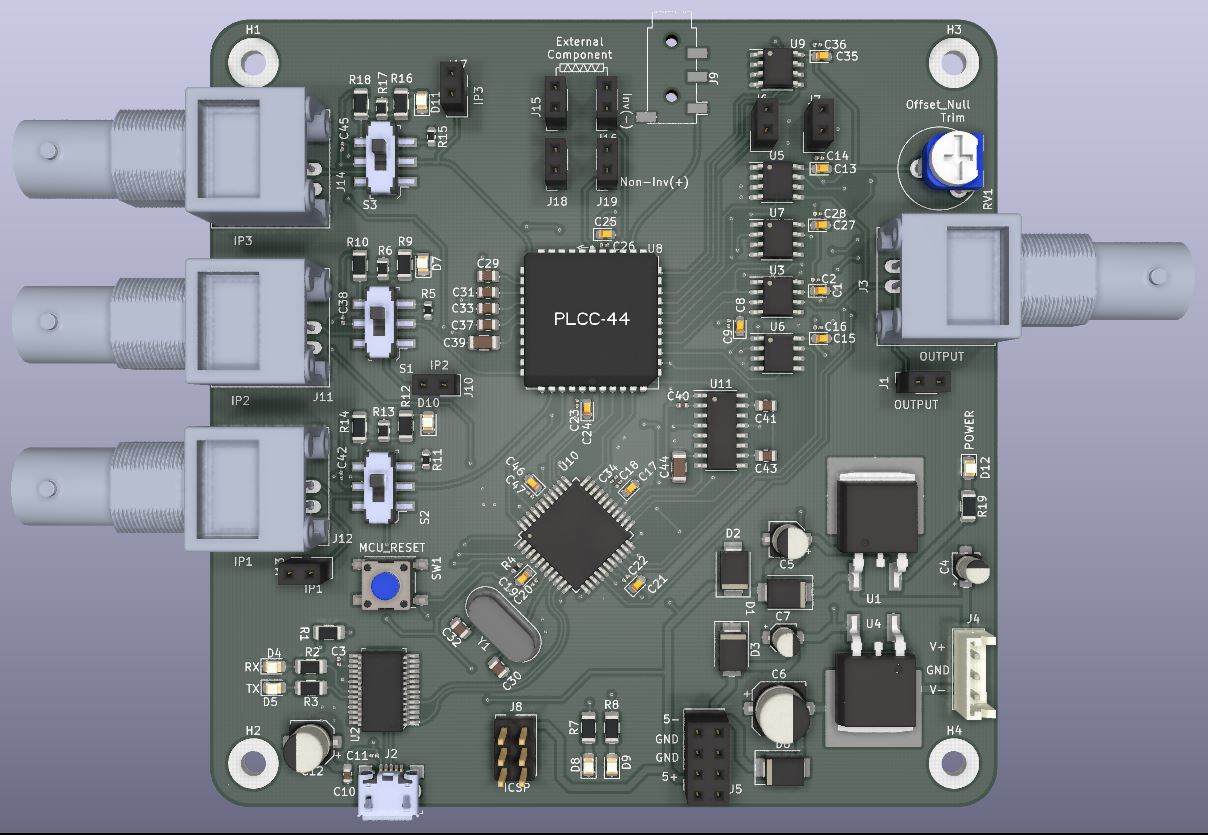 H1
H3
External
Component
U9
C36
C35
R18
R17
R16
D11
IP3
J15
Inv(-)
J9
Offset_Null
Trim
C45
R15
J14
S3
U5
C14
C13
RV1
Non-Inv(+)
J18
J19
IP3
C25
C26
U8
U7
C28
C27
J3
R10
R6
R9
D7
C29
C31
C33
C37
C39
PLCC-44
U3
C2
C1
C38
R5
C8
C9
U6
C16
C15
S1
IP2
J10
OUTPUT
J1
OUTPUT
IP2
J11
R12
D10
R14
R13
C23
C24
C40
U11
C41
C43
C44
POWER
D12
R19
C42
R11
S2
C46
C47
U10
C34
C18
C17
IP1
J12
MCU_RESET
SW1
IP1
R4
C19
C20
C22
C21
D2
C5
D1
C4
U1
U4
J4
V+
GND
V-
R1
C32
Y1
C30
C7
D3
RX
D4
R2
C3
TX
D5
R3
C6
U2
H2
C12
C11
C10
J2
J8
ICSP
R7
R8
D8
D9
5-
GND
GND
5+
J5
H4